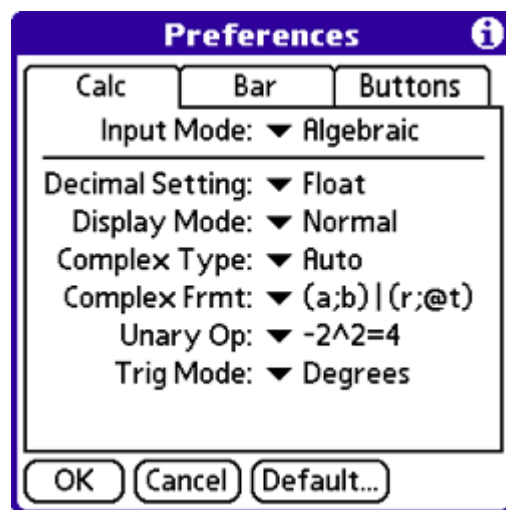 Preferences
Calc Bar Buttons
Input Mode: Algebraic
Decimal Setting: Float
Display Mode: Normal
Complex Type: Auto
Complex Frmt: (a;b)|(r;@t)
Unary Op: -2^2=4
Trig Mode: Degrees
OK Cancel Default...